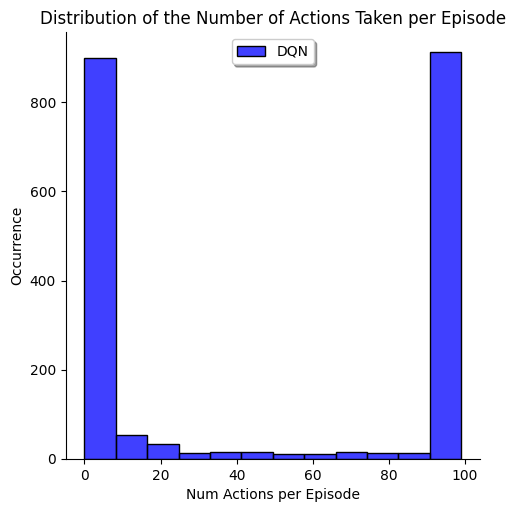 Distribution of the Number of Actions Taken per Episode
DQN
Occurrence
800
600
400
200
0
0 20 40 60 80 100
Num Actions per Episode